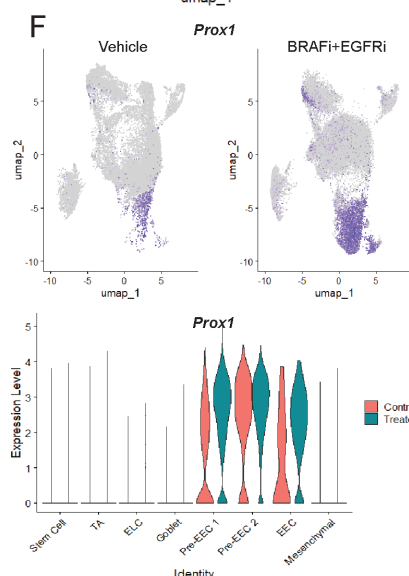 umap_1
F
Prox1
Vehicle
BRAFi+EGFRi
umap_2
5
0
-5
-10
-10
-5
0
5
umap_1
umap_2
5
0
-5
-10
-10
-5
0
5
umap_1
Prox1
Expression Level
5
4
3
2
1
0
Stem Cell
TA
ELC
Goblet
Pre-EEC 1
Pre-EEC 2
EEC
Mesenchymal
Identity
Contr
Treate